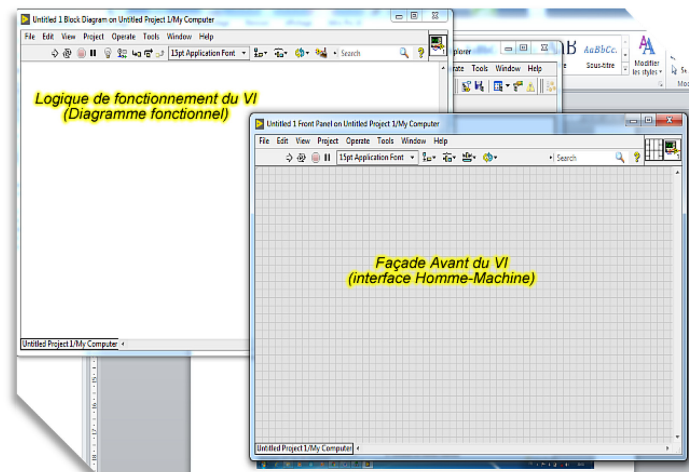 Untitled 1 Block Diagram on Untitled Project 1/My Computer
File Edit View Project Operate Tools Window Help
15pt Application Font
Search
Logique de fonctionnement du VI
(Diagramme fonctionnel)
Untitled Project 1/My Computer
Tools Window Help
AaBbCc.
Sous-titre
Modifier
les styles
Untitled 1 Front Panel on Untitled Project 1/My Computer
File Edit View Project Operate Tools Window Help
15pt Application Font
Search
Façade Avant du VI
(interface Homme-Machine)
Untitled Project 1/My Computer